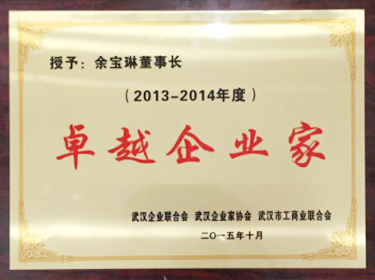 授予：余宝琳董事长
（2013-2014年度）
卓越企业家
武汉企业联合会 武汉企业家协会 武汉市工商业联合会
二〇一五年十月